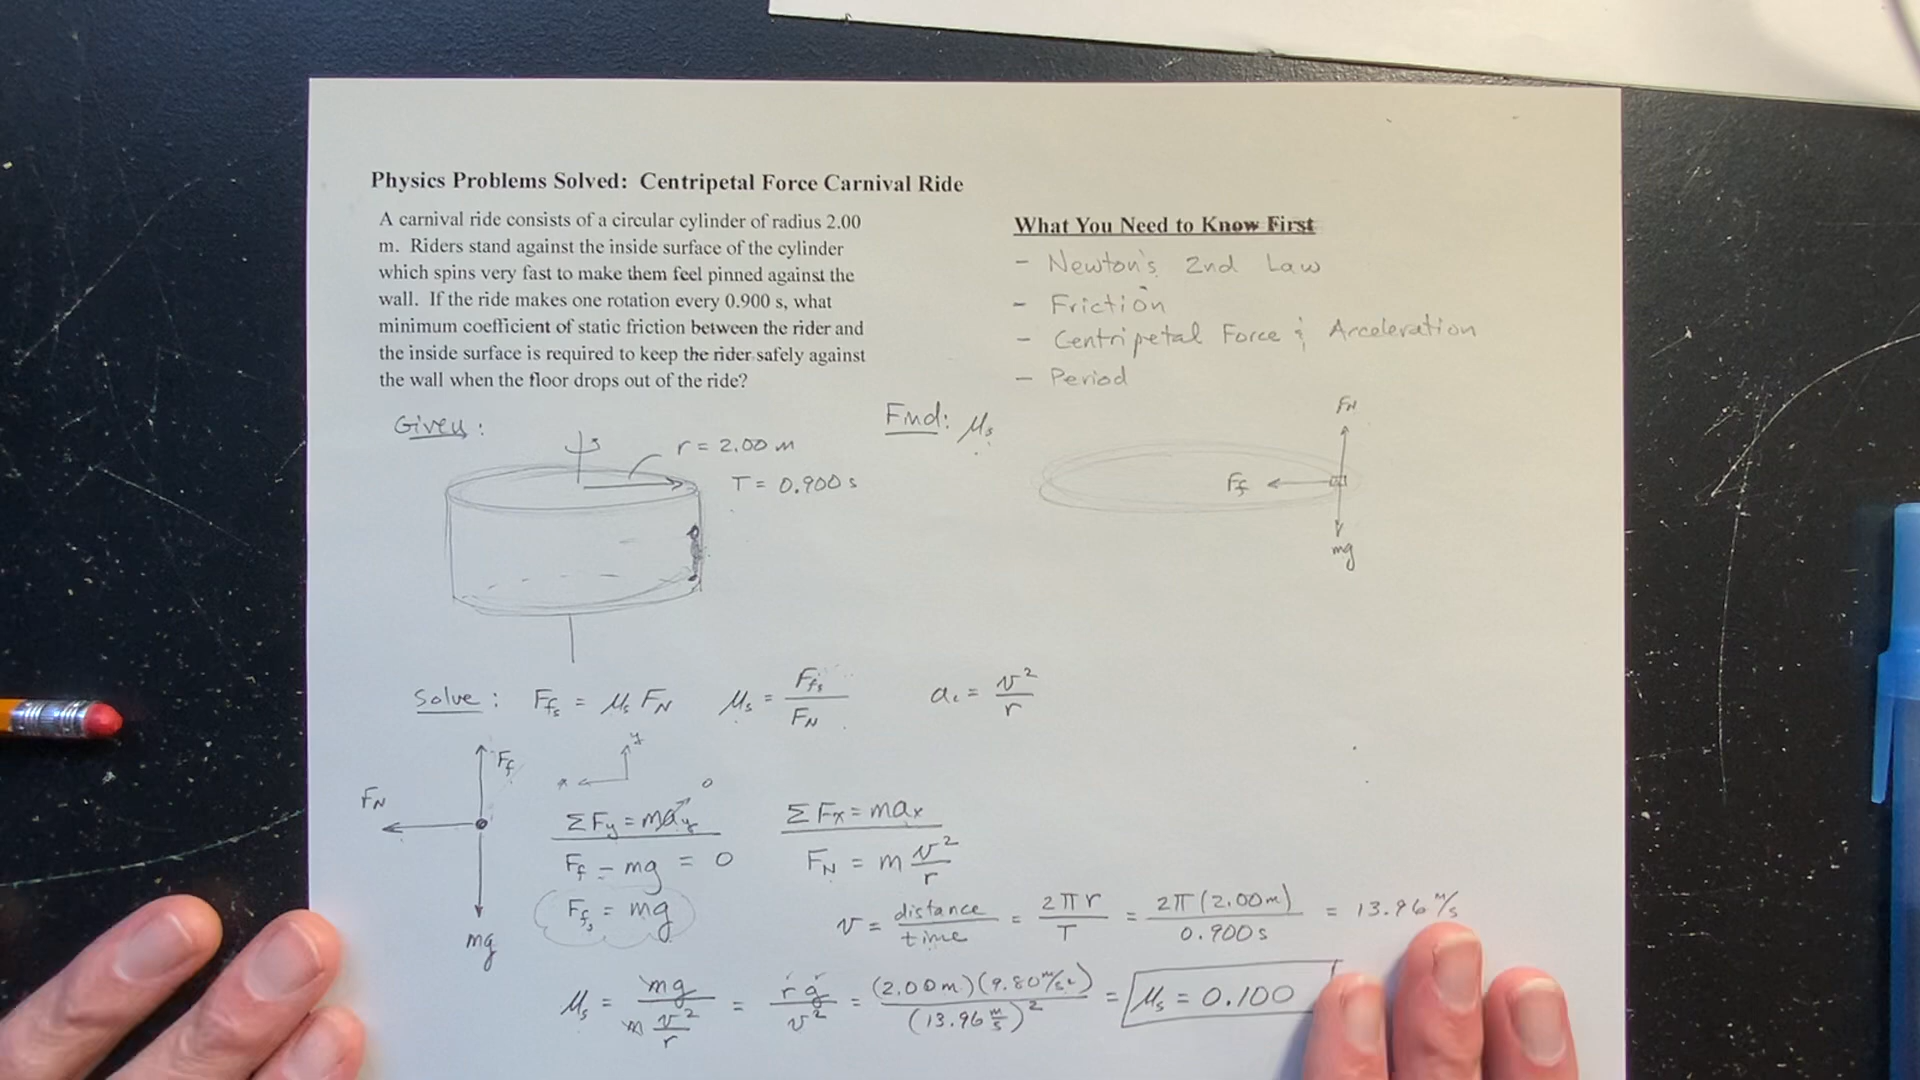 Physics Problems Solved: Centripetal Force Carnival Ride
A carnival ride consists of a circular cylinder of radius 2.00
m. Riders stand against the inside surface of the cylinder
which spins very fast to make them feel pinned against the
wall. If the ride makes one rotation every 0.900 s, what
minimum coefficient of static friction between the rider and
the inside surface is required to keep the rider safely against
the wall when the floor drops out of the ride?
What You Need to Know First
- Newton's 2nd Law
- Friction
- Centripetal Force & Acceleration
- Period
Given:
r = 2.00 m
T = 0.900 s
Find: μs
FN
Ff
mg
Solve: Ffs = μs FN μs = Ffs / FN ac = v² / r
Ff
FN
mg
y
x
ΣFy = may 0
Ff - mg = 0
Ffs = mg
ΣFx = max
FN = m v² / r
v = distance / time = 2πr / T = 2π(2.00m) / 0.900s = 13.96 m/s
μs = mg / m v²/r = rg / v² = (2.00m)(9.80 m/s²) / (13.96 m/s)² = μs = 0.100